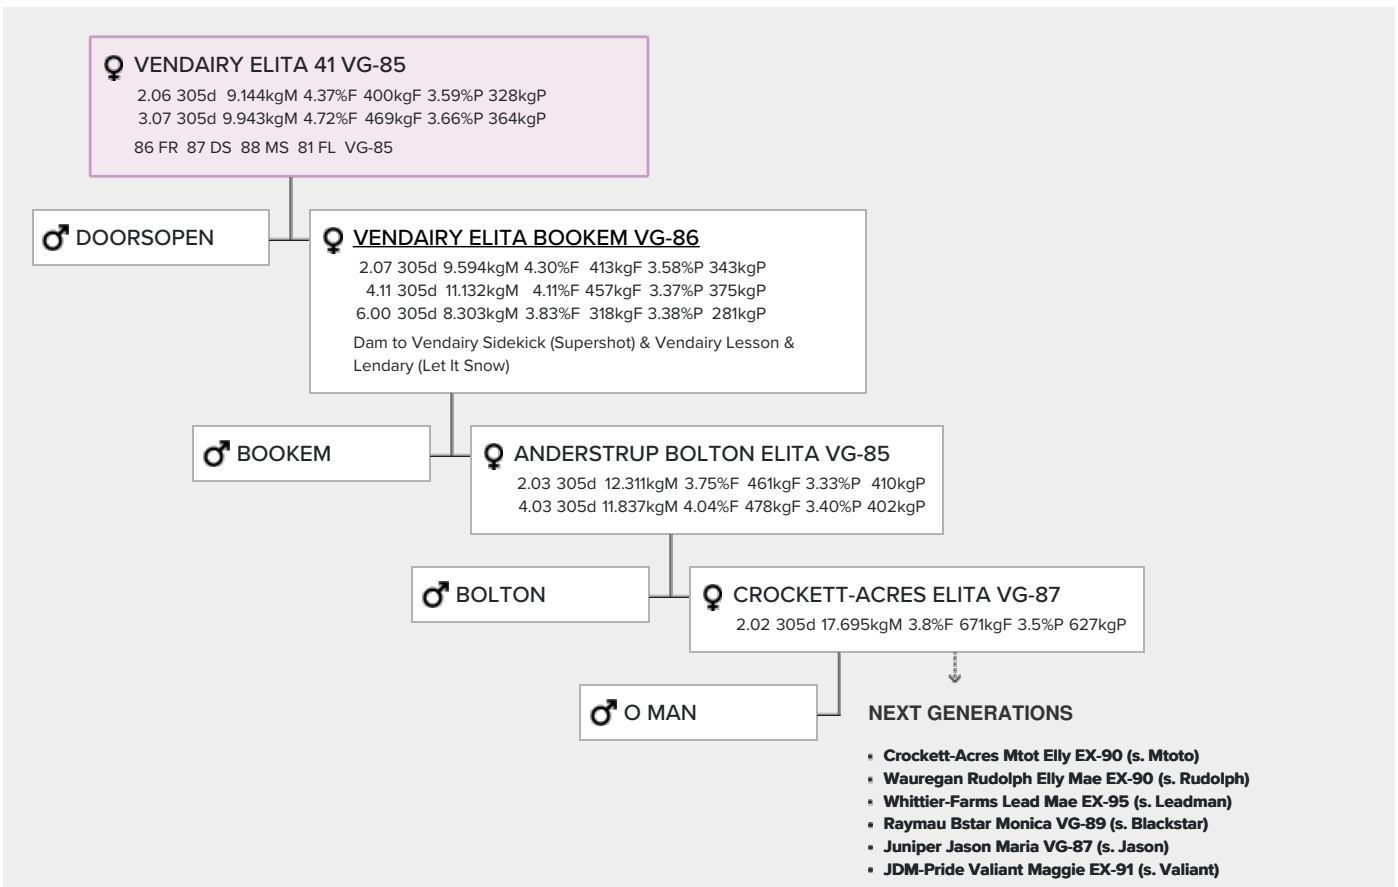 VENDAIRY ELITA 41 VG-85
2.06 305d 9.144kgM 4.37%F 400kgF 3.59%P 328kgP
3.07 305d 9.943kgM 4.72%F 469kgF 3.66%P 364kgP
86 FR 87 DS 88 MS 81 FL VG-85
DOORSOPEN
VENDAIRY ELITA BOOKEM VG-86
2.07 305d 9.594kgM 4.30%F 413kgF 3.58%P 343kgP
4.11 305d 11.132kgM 4.11%F 457kgF 3.37%P 375kgP
6.00 305d 8.303kgM 3.83%F 318kgF 3.38%P 281kgP
Dam to Vendairy Sidekick (Supershot) & Vendairy Lesson &
Lendary (Let It Snow)
BOOKEM
ANDERSTRUP BOLTON ELITA VG-85
2.03 305d 12.311kgM 3.75%F 461kgF 3.33%P 410kgP
4.03 305d 11.837kgM 4.04%F 478kgF 3.40%P 402kgP
BOLTON
CROCKETT-ACRES ELITA VG-87
2.02 305d 17.695kgM 3.8%F 671kgF 3.5%P 627kgP
O MAN
NEXT GENERATIONS
• Crockett-Acres Mtot Elly EX-90 (s. Mtoto)
• Wauregan Rudolph Elly Mae EX-90 (s. Rudolph)
• Whittier-Farms Lead Mae EX-95 (s. Leadman)
• Raymau Bstar Monica VG-89 (s. Blackstar)
• Juniper Jason Maria VG-87 (s. Jason)
• JDM-Pride Valiant Maggie EX-91 (s. Valiant)